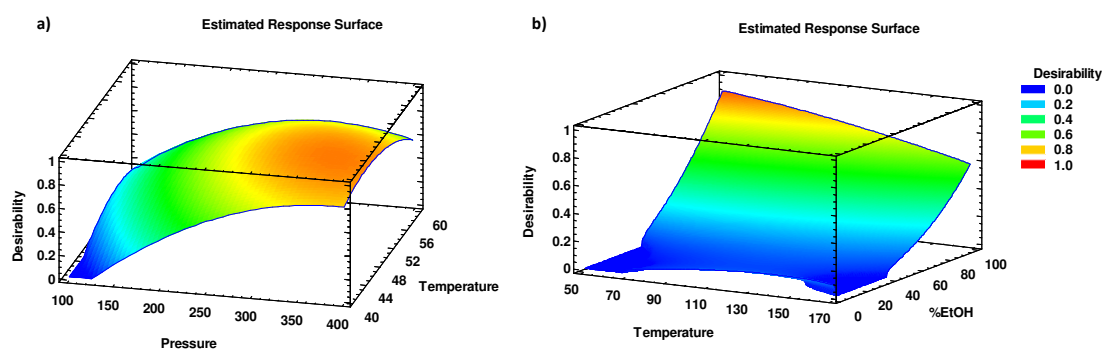 a)
Estimated Response Surface
Desirability
1
0.8
0.6
0.4
0.2
0
100 150 200 250 300 350 400
Pressure
40
44
48
52
56
60
Temperature
b)
Estimated Response Surface
Desirability
1
0.8
0.6
0.4
0.2
0
50 70 90 110 130 150 170
Temperature
0
20
40
60
80
100
%EtOH
Desirability
0.0
0.2
0.4
0.6
0.8
1.0